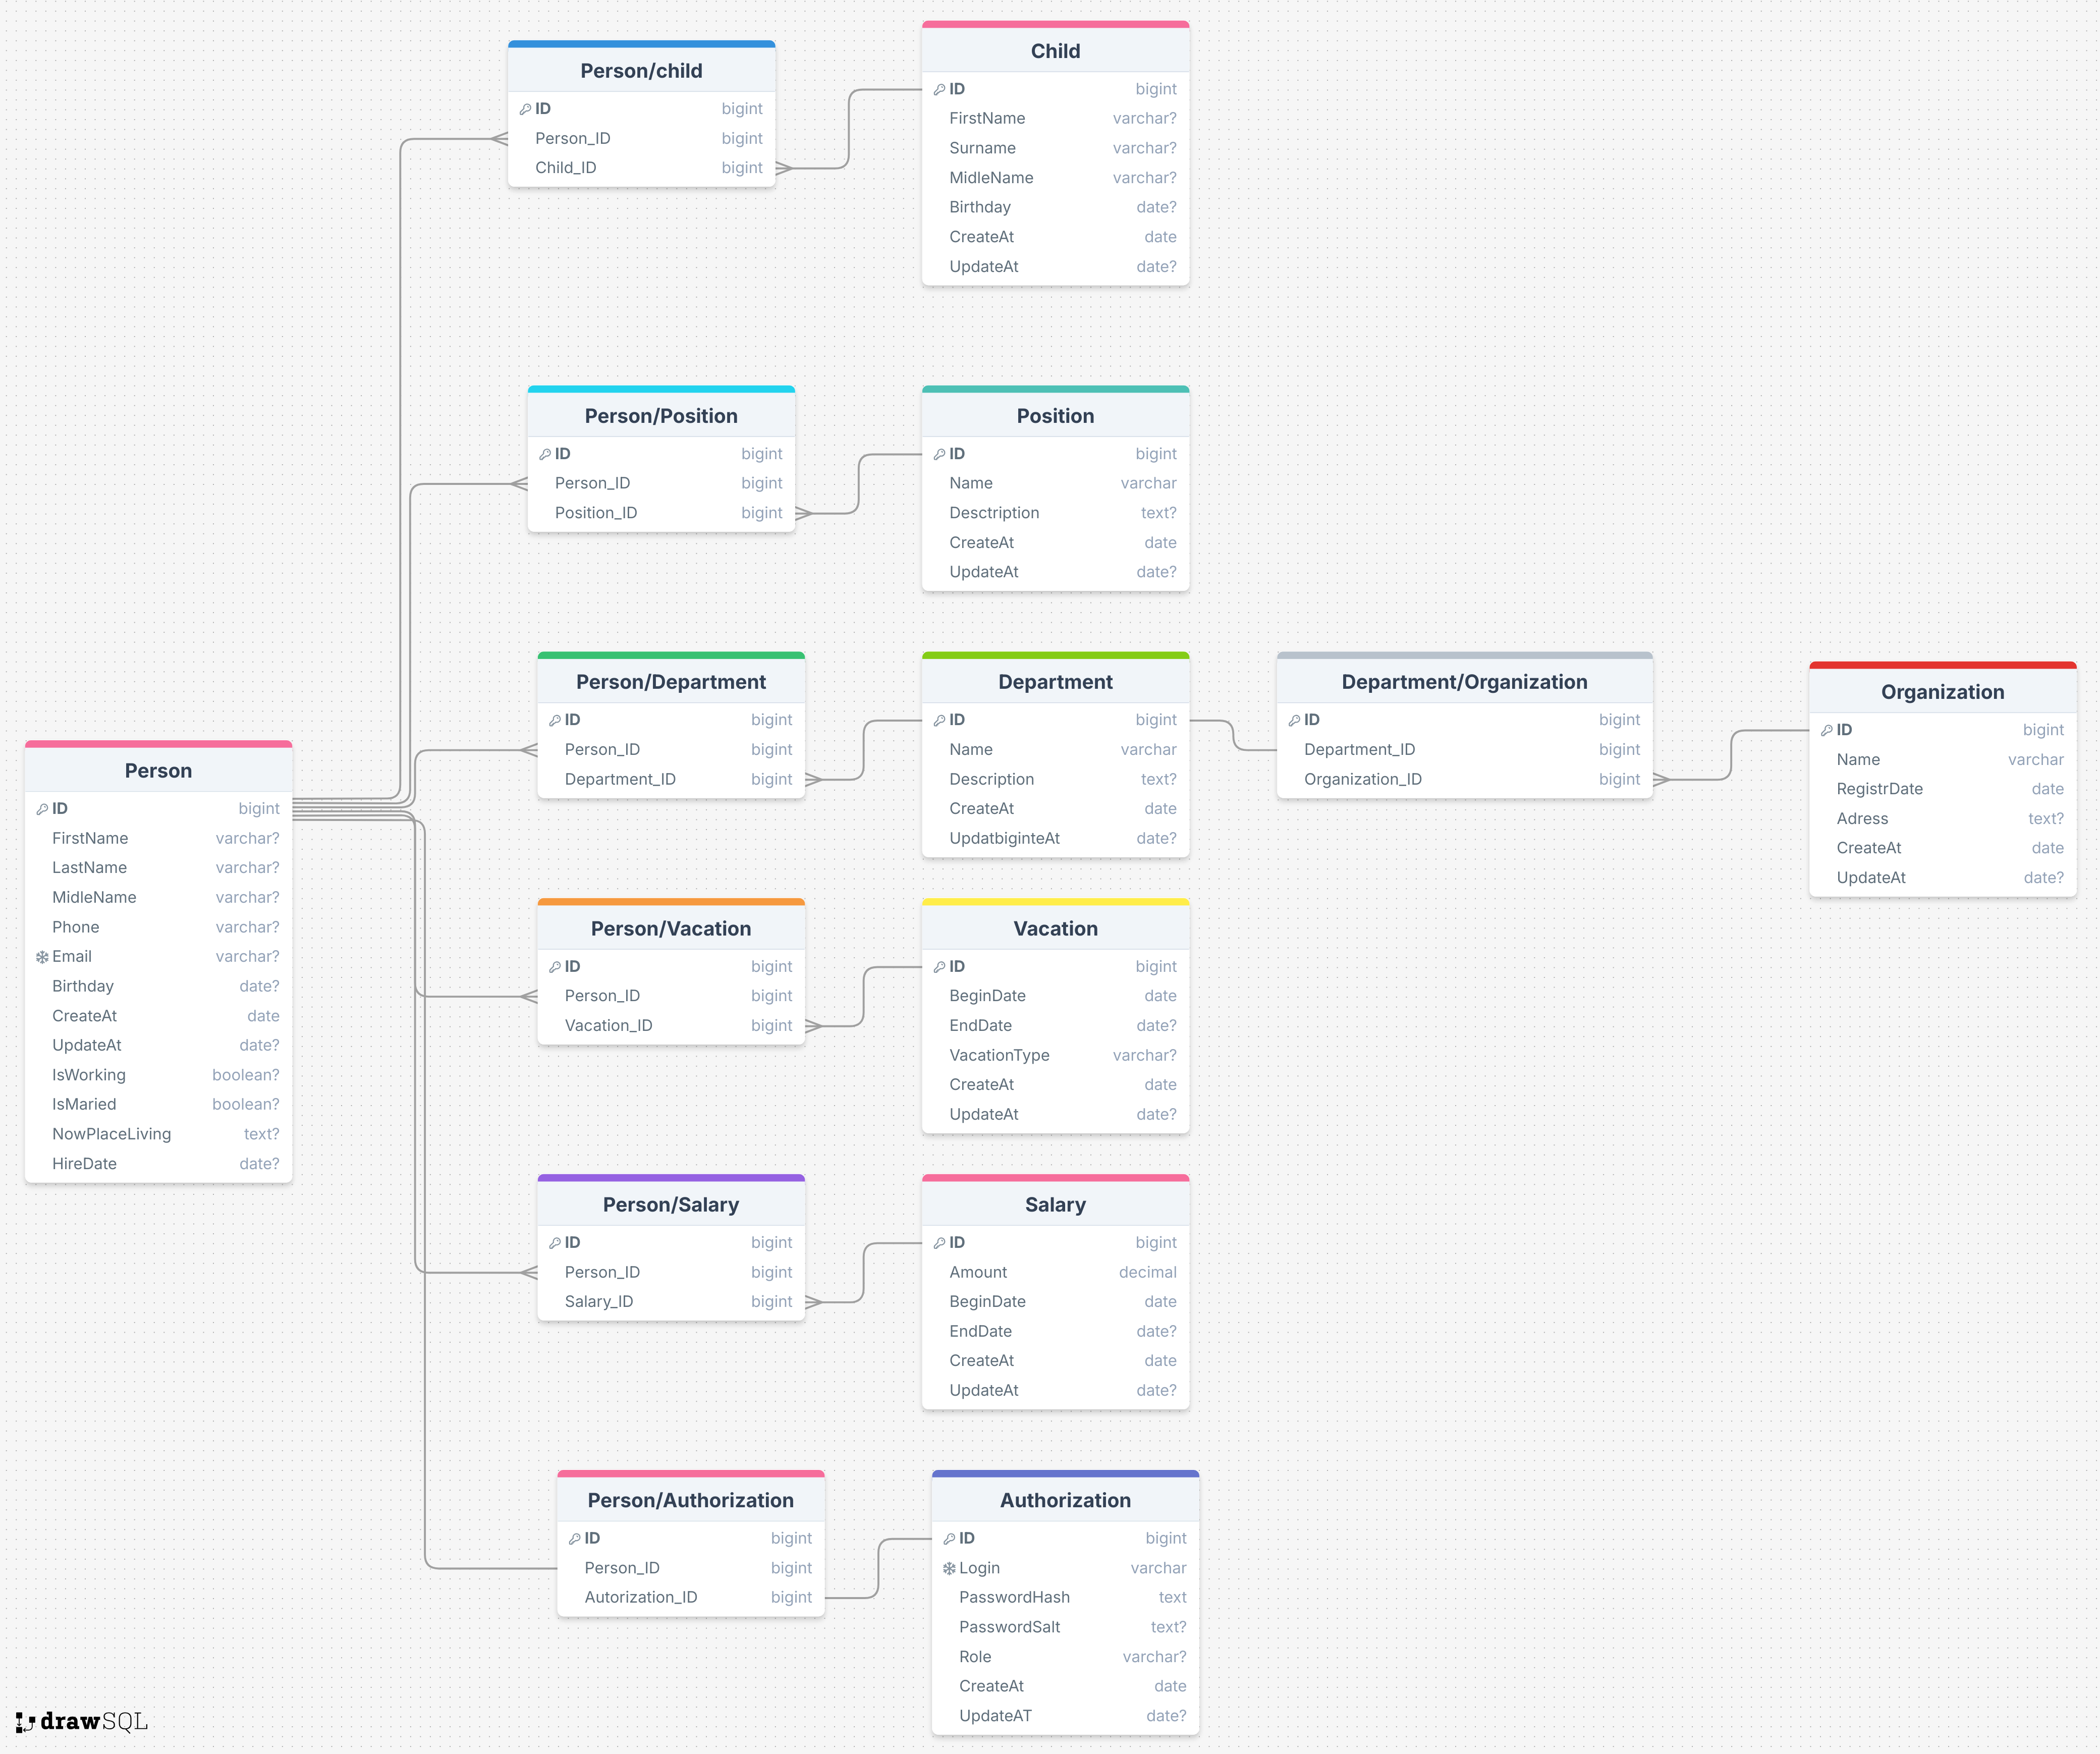 Person/child
ID bigint
Person_ID bigint
Child_ID bigint
Child
ID bigint
FirstName varchar?
Surname varchar?
MidleName varchar?
Birthday date?
CreateAt date
UpdateAt date?
Person/Position
ID bigint
Person_ID bigint
Position_ID bigint
Position
ID bigint
Name varchar
Desctription text?
CreateAt date
UpdateAt date?
Person/Department
ID bigint
Person_ID bigint
Department_ID bigint
Department
ID bigint
Name varchar
Description text?
CreateAt date
UpdatbiginteAt date?
Department/Organization
ID bigint
Department_ID bigint
Organization_ID bigint
Organization
ID bigint
Name varchar
RegistrDate date
Adress text?
CreateAt date
UpdateAt date?
Person
ID bigint
FirstName varchar?
LastName varchar?
MidleName varchar?
Phone varchar?
Email varchar?
Birthday date?
CreateAt date
UpdateAt date?
IsWorking boolean?
IsMaried boolean?
NowPlaceLiving text?
HireDate date?
Person/Vacation
ID bigint
Person_ID bigint
Vacation_ID bigint
Vacation
ID bigint
BeginDate date
EndDate date?
VacationType varchar?
CreateAt date
UpdateAt date?
Person/Salary
ID bigint
Person_ID bigint
Salary_ID bigint
Salary
ID bigint
Amount decimal
BeginDate date
EndDate date?
CreateAt date
UpdateAt date?
Person/Authorization
ID bigint
Person_ID bigint
Autorization_ID bigint
Authorization
ID bigint
Login varchar
PasswordHash text
PasswordSalt text?
Role varchar?
CreateAt date
UpdateAT date?
drawSQL